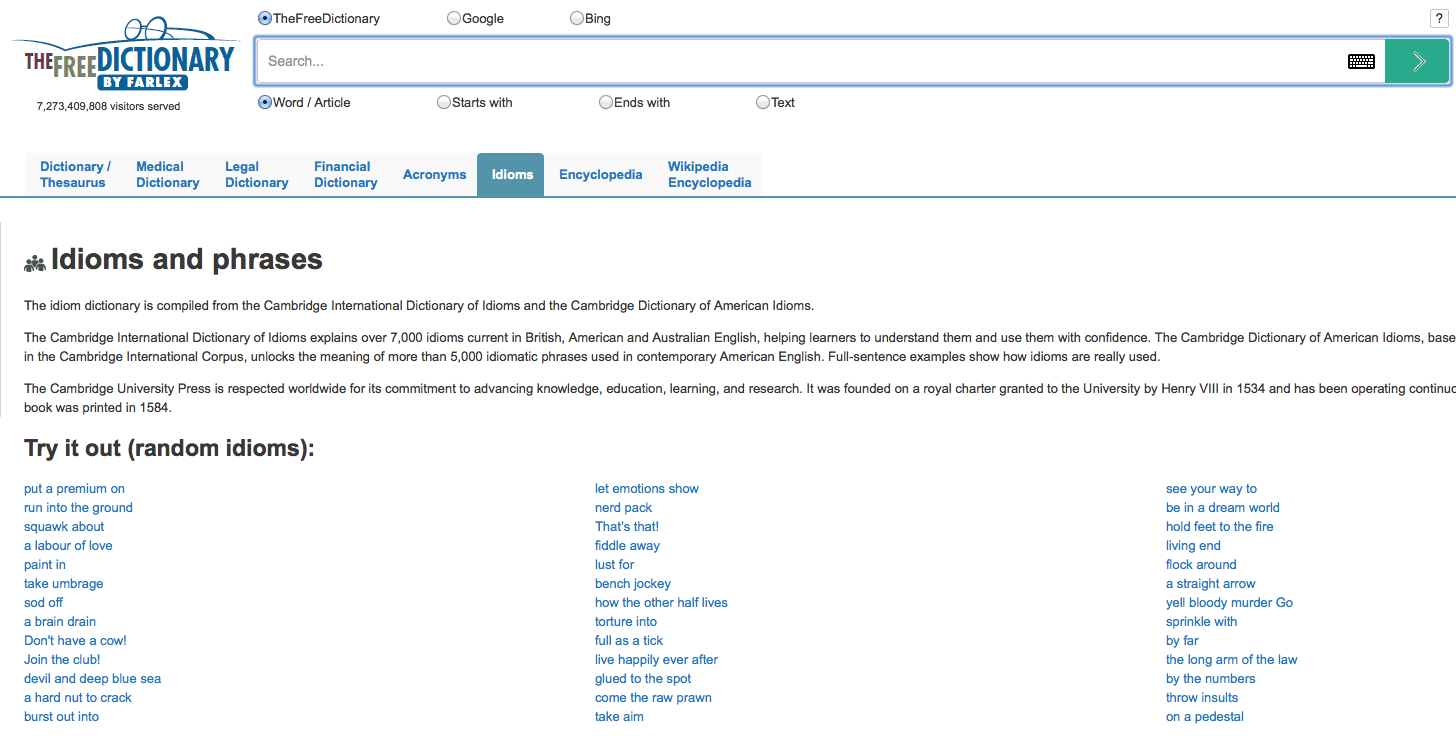 TheFreeDictionary Google Bing ?
THE FREE DICTIONARY
BY FARLEX
Search...
7,273,409,808 visitors served
Word / Article Starts with Ends with Text
Dictionary / Thesaurus
Medical Dictionary
Legal Dictionary
Financial Dictionary
Acronyms
Idioms
Encyclopedia
Wikipedia Encyclopedia
Idioms and phrases
The idiom dictionary is compiled from the Cambridge International Dictionary of Idioms and the Cambridge Dictionary of American Idioms.
The Cambridge International Dictionary of Idioms explains over 7,000 idioms current in British, American and Australian English, helping learners to understand them and use them with confidence. The Cambridge Dictionary of American Idioms, base
in the Cambridge International Corpus, unlocks the meaning of more than 5,000 idiomatic phrases used in contemporary American English. Full-sentence examples show how idioms are really used.
The Cambridge University Press is respected worldwide for its commitment to advancing knowledge, education, learning, and research. It was founded on a royal charter granted to the University by Henry VIII in 1534 and has been operating continuo
book was printed in 1584.
Try it out (random idioms):
put a premium on
run into the ground
squawk about
a labour of love
paint in
take umbrage
sod off
a brain drain
Don't have a cow!
Join the club!
devil and deep blue sea
a hard nut to crack
burst out into
let emotions show
nerd pack
That's that!
fiddle away
lust for
bench jockey
how the other half lives
torture into
full as a tick
live happily ever after
glued to the spot
come the raw prawn
take aim
see your way to
be in a dream world
hold feet to the fire
living end
flock around
a straight arrow
yell bloody murder Go
sprinkle with
by far
the long arm of the law
by the numbers
throw insults
on a pedestal